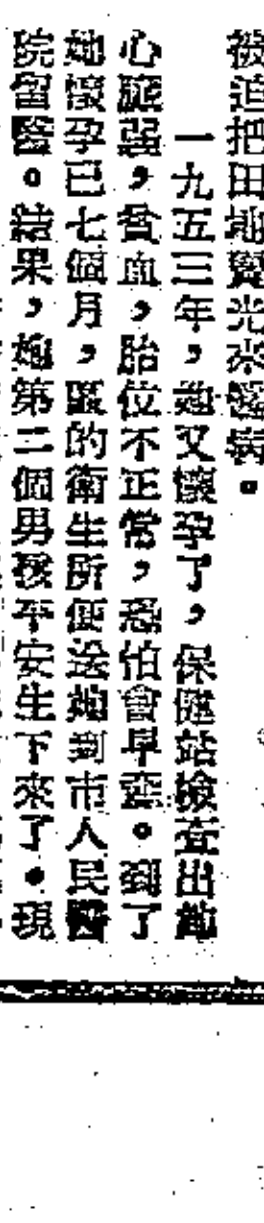 被迫把田地賣光來醫病。
一九五三年，她又懷孕了，保健站檢查出她
心臟弱，貧血，胎位不正常，恐怕會早產。到了
她懷孕已七個月，區的衛生所便送她到市人民醫
院留醫。結果，她第二個男孩平安生下來了。現